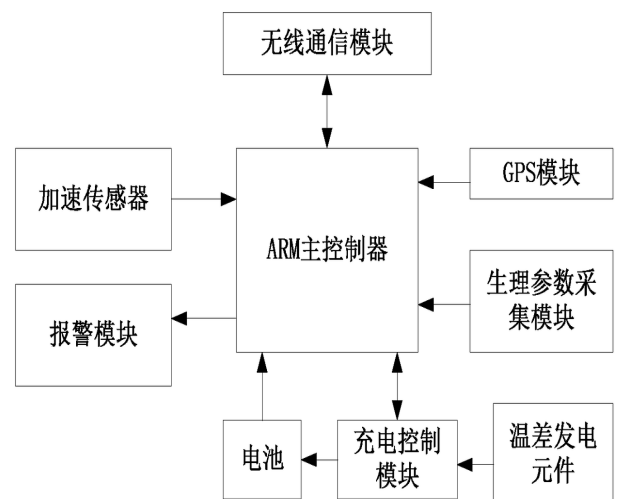 无线通信模块
加速传感器
GPS模块
ARM主控制器
生理参数采
集模块
报警模块
电池
充电控制
模块
温差发电
元件